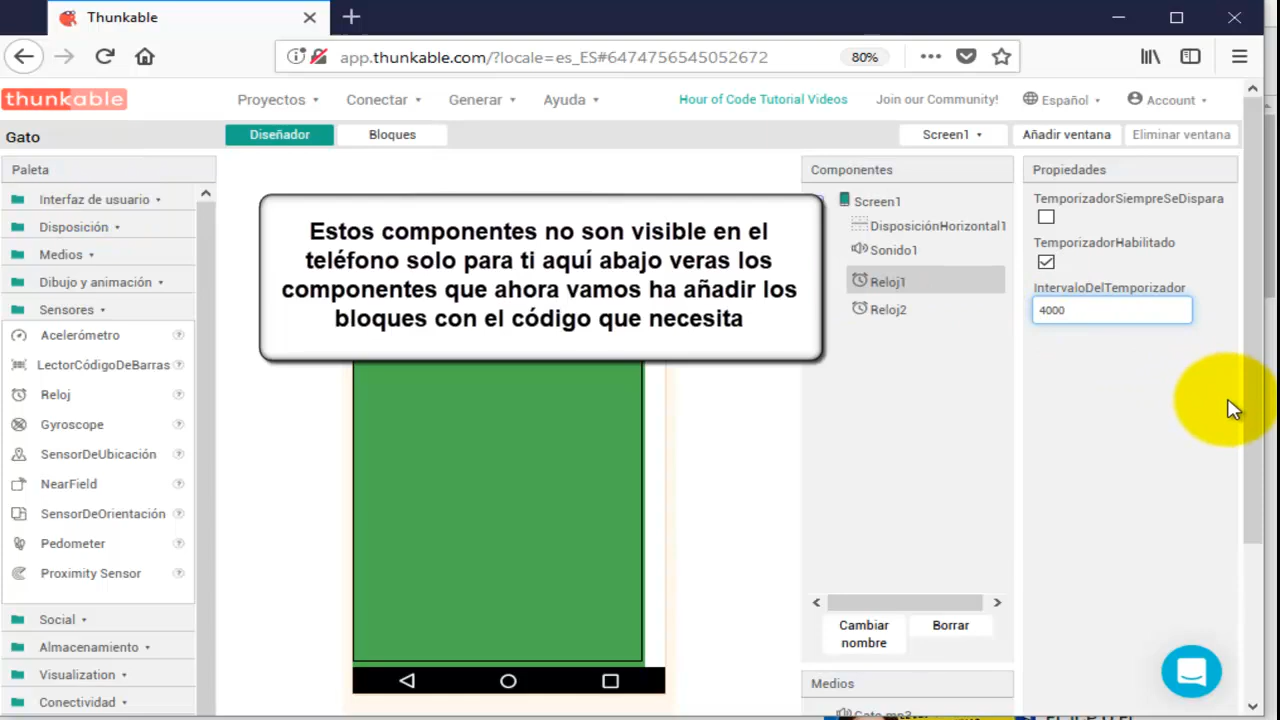 Thunkable
app.thunkable.com/?locale=es_ES#6474756545052672
80%
thunkable
Proyectos
Conectar
Generar
Ayuda
Hour of Code Tutorial Videos
Join our Community!
Español
Account
Gato
Diseñador
Bloques
Screen1
Añadir ventana
Eliminar ventana
Paleta
Interfaz de usuario
Disposición
Medios
Dibujo y animación
Sensores
Acelerómetro
LectorCódigoDeBarras
Reloj
Gyroscope
SensorDeUbicación
NearField
SensorDeOrientación
Pedometer
Proximity Sensor
Social
Almacenamiento
Visualization
Conectividad
Estos componentes no son visible en el
teléfono solo para ti aquí abajo veras los
componentes que ahora vamos ha añadir los
bloques con el código que necesita
Componentes
Screen1
DisposiciónHorizontal1
Sonido1
Reloj1
Reloj2
Cambiar
nombre
Borrar
Medios
Gato.mp3
Propiedades
TemporizadorSiempreSeDispara
TemporizadorHabilitado
IntervaloDelTemporizador
4000